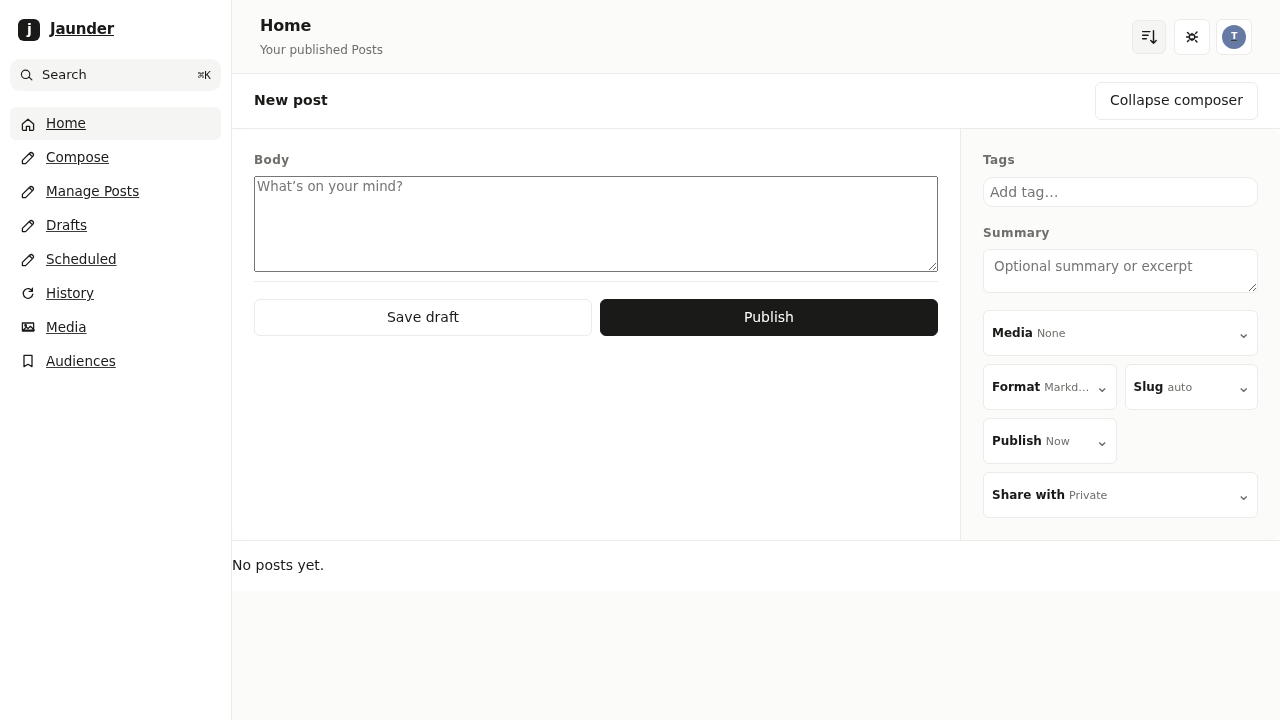 j Jaunder
Search ⌘K
Home
Compose
Manage Posts
Drafts
Scheduled
History
Media
Audiences
Home
Your published Posts
T
New post
Collapse composer
Body
What's on your mind?
Save draft
Publish
Tags
Add tag…
Summary
Optional summary or excerpt
Media None
Format Markd…
Slug auto
Publish Now
Share with Private
No posts yet.